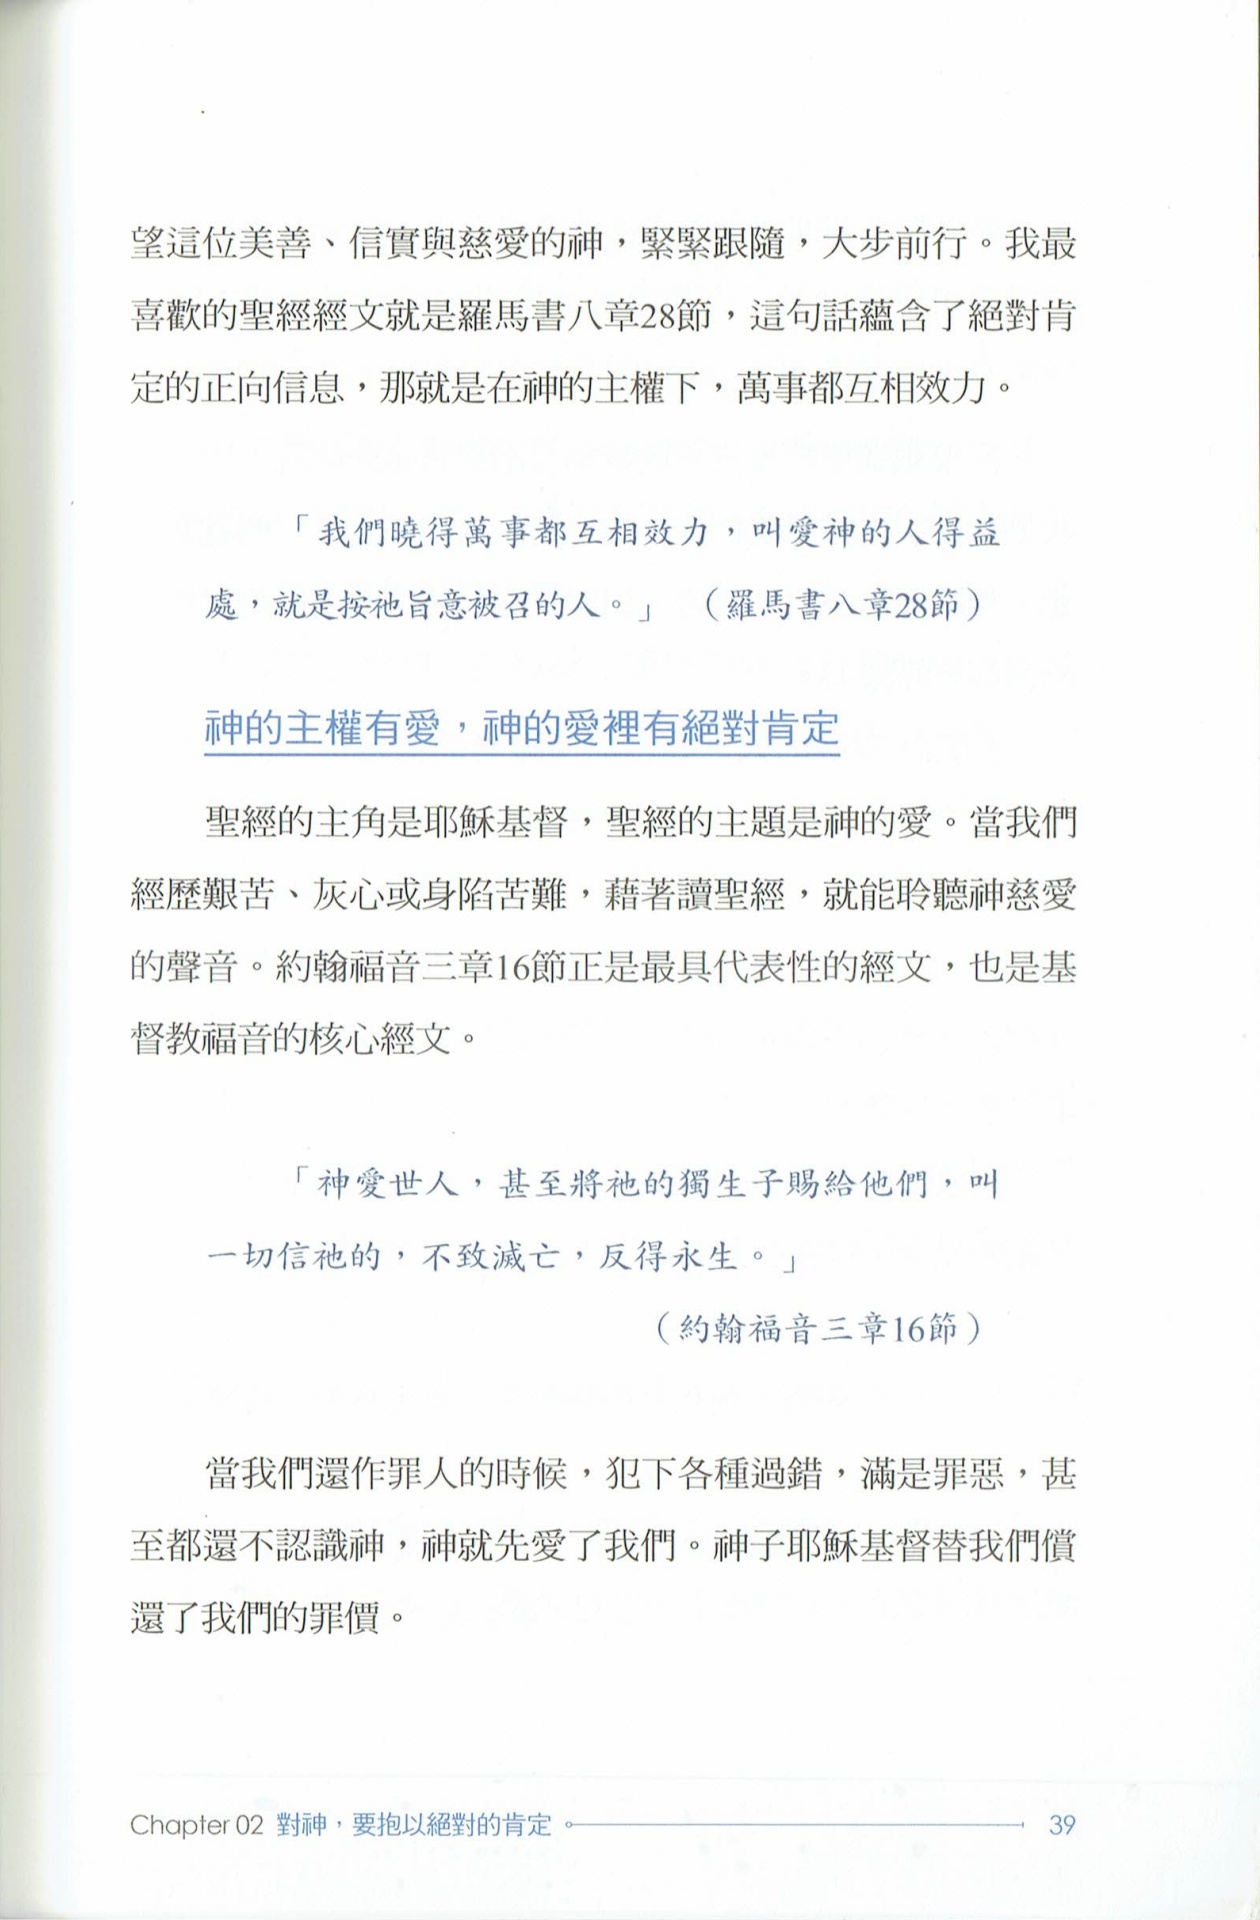 望這位美善、信實與慈愛的神，緊緊跟隨，大步前行。我最
喜歡的聖經經文就是羅馬書八章28節，這句話蘊含了絕對肯
定的正向信息，那就是在神的主權下，萬事都互相效力。
「我們曉得萬事都互相效力，叫愛神的人得益
處，就是按祂旨意被召的人。」（羅馬書八章28節）
神的主權有愛，神的愛裡有絕對肯定
聖經的主角是耶穌基督，聖經的主題是神的愛。當我們
經歷艱苦、灰心或身陷苦難，藉著讀聖經，就能聆聽神慈愛
的聲音。約翰福音三章16節正是最具代表性的經文，也是基
督教福音的核心經文。
「神愛世人，甚至將祂的獨生子賜給他們，叫
一切信祂的，不致滅亡，反得永生。」
（約翰福音三章16節）
當我們還作罪人的時候，犯下各種過錯，滿是罪惡，甚
至都還不認識神，神就先愛了我們。神子耶穌基督替我們償
還了我們的罪價。
Chapter 02 對神，要抱以絕對的肯定 39